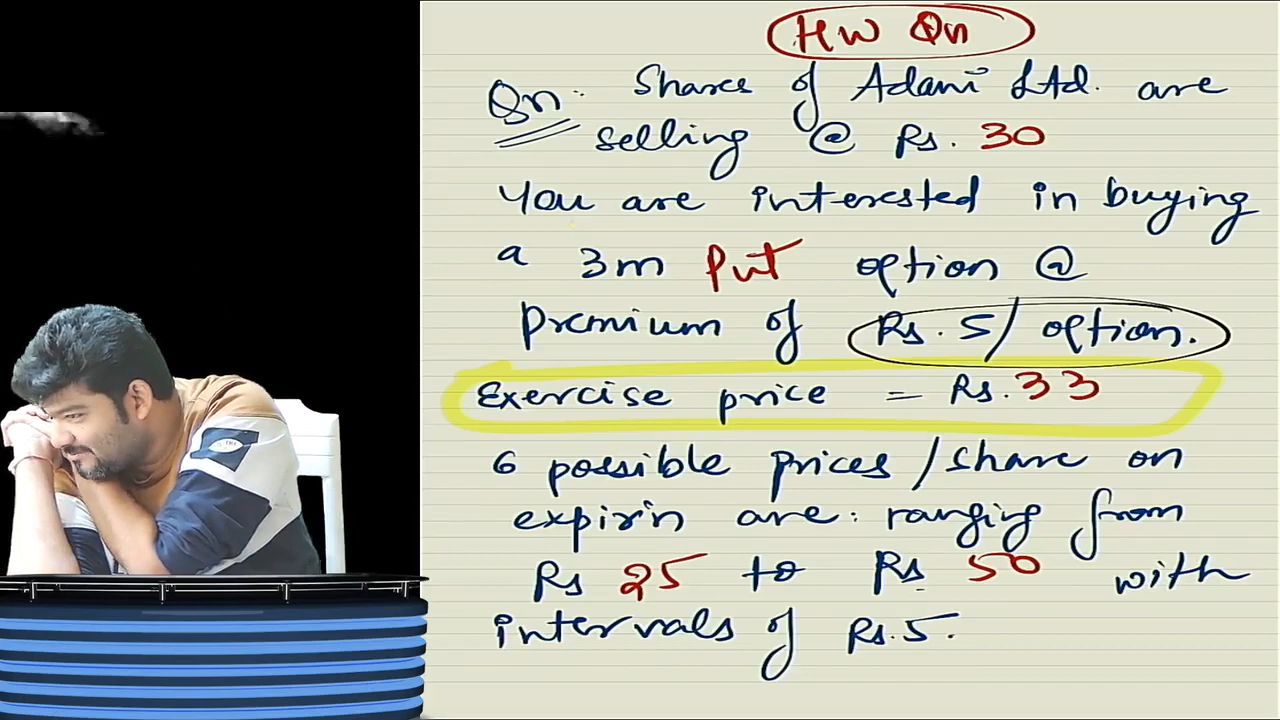 HW Qn
Qn: Shares of Adani Ltd. are
selling @ Rs. 30
You are interested in buying
a 3m Put option @
Premium of Rs. 5/ option.
Exercise price = Rs. 33
6 possible prices / share on
expirin are: ranging from
Rs 25 to Rs 50 with
intervals of Rs. 5.